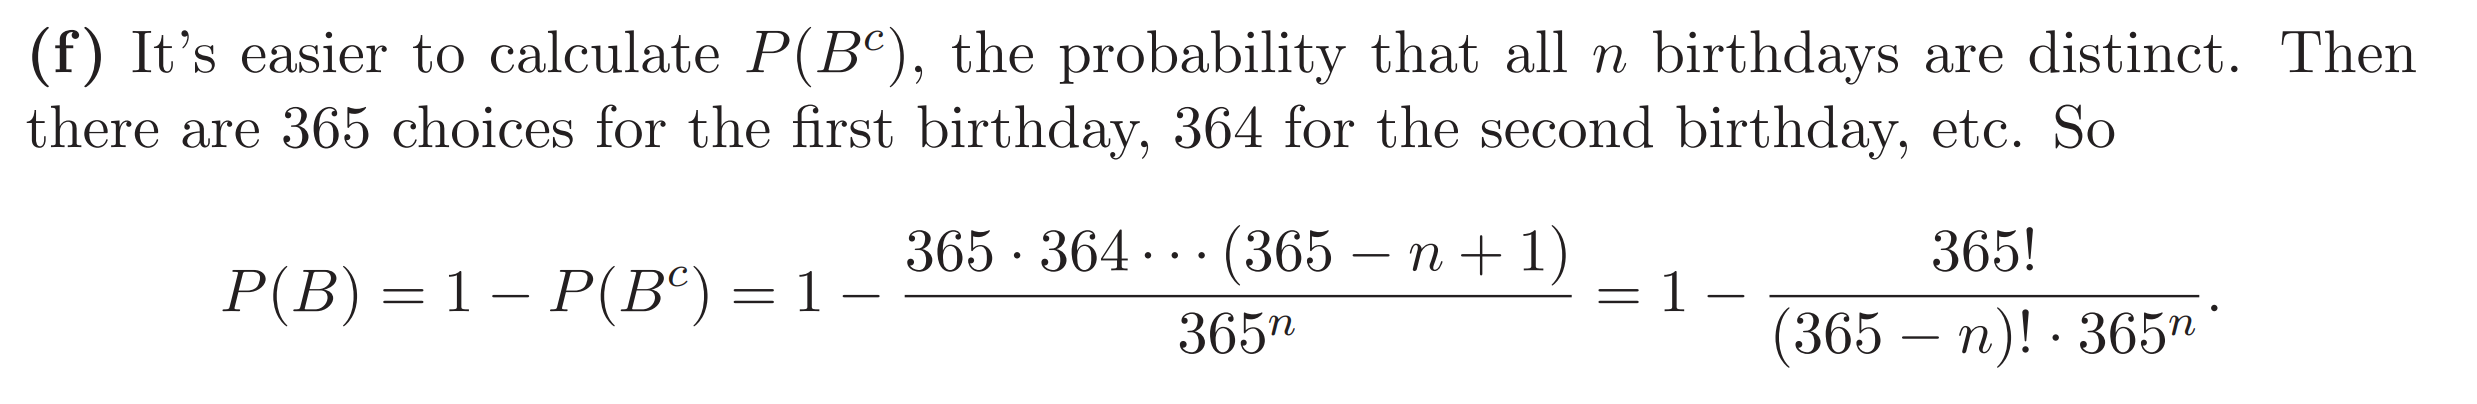 (f) It's easier to calculate P(B^c), the probability that all n birthdays are distinct. Then
there are 365 choices for the first birthday, 364 for the second birthday, etc. So
P(B) = 1 − P(B^c) = 1 − \frac{365 · 364 · · · (365 − n + 1)}{365^n} = 1 − \frac{365!}{(365 − n)! · 365^n}.